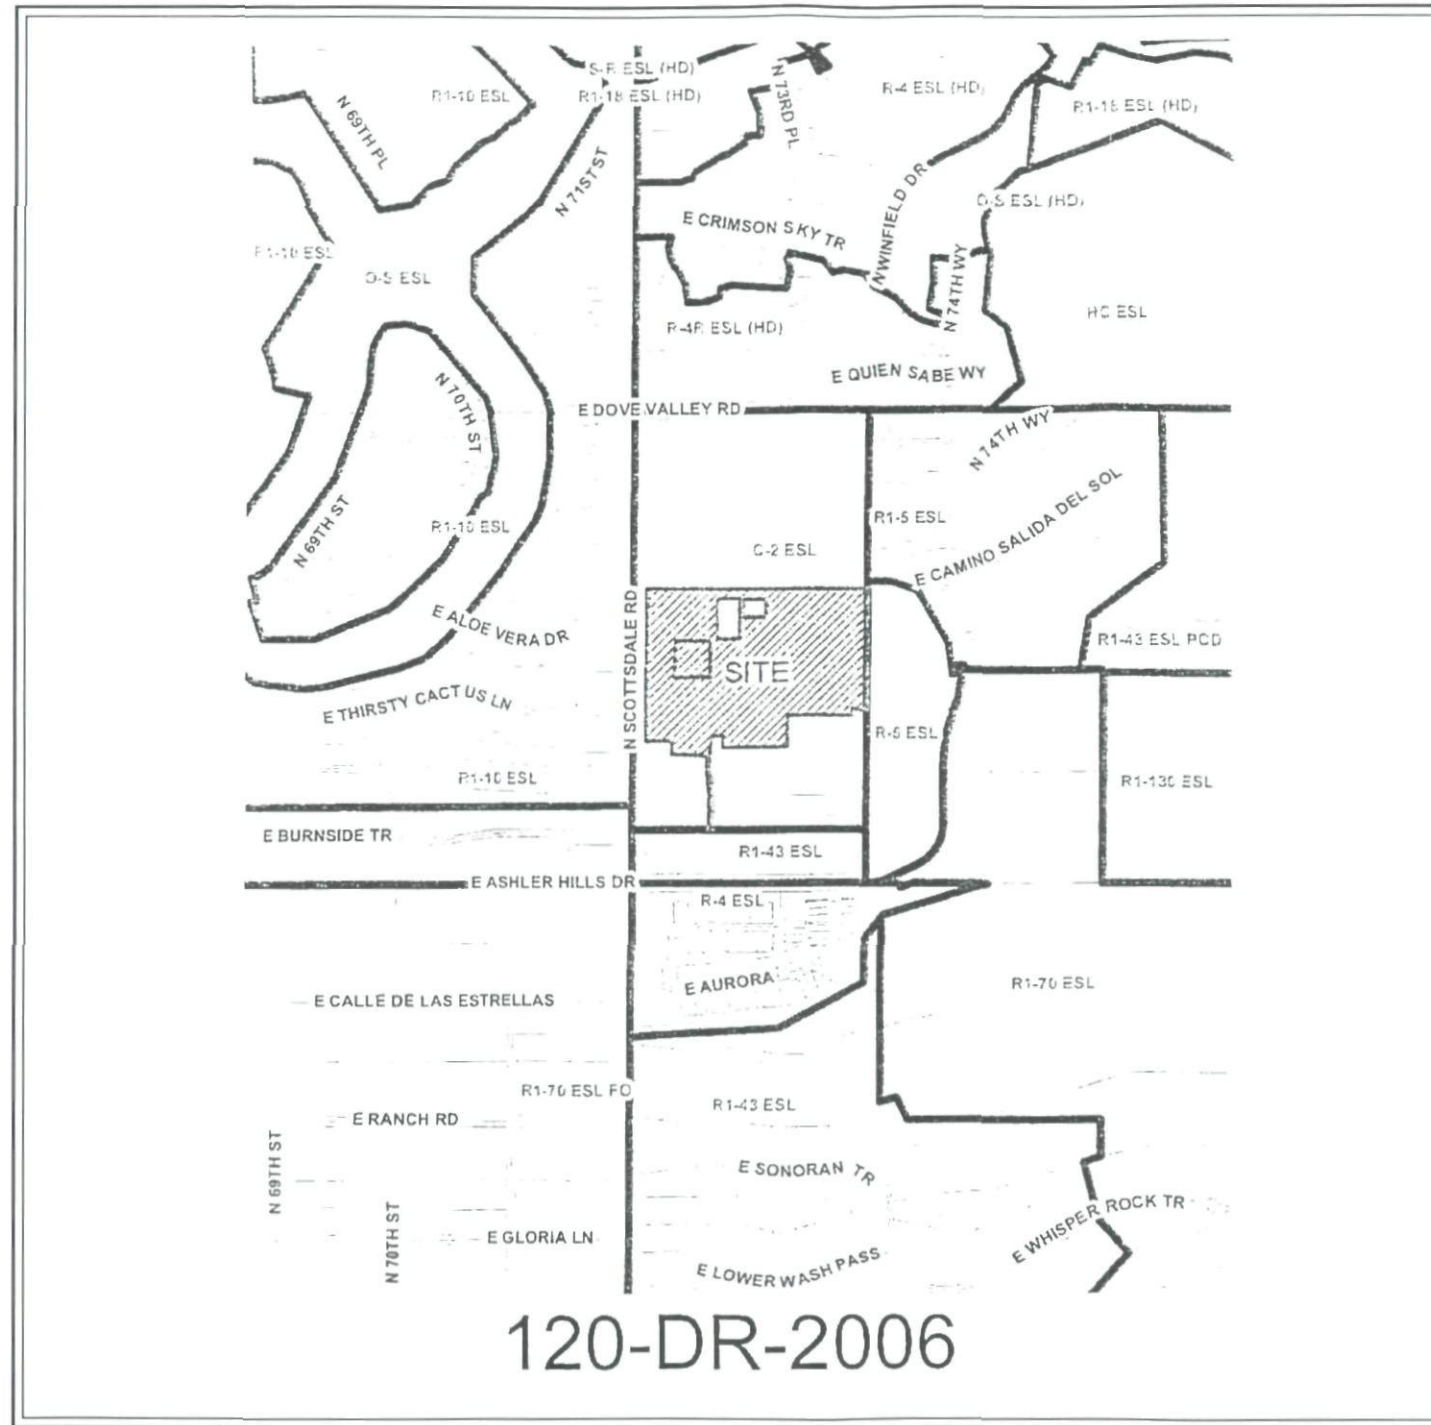 S-R ESL (HD)
R1-10 ESL
R1-18 ESL (HD)
N 73RD PL
R-4 ESL (HD)
R1-18 ESL (HD)
N 69TH PL
N 71ST ST
N WINFIELD DR
O-S ESL (HD)
E CRIMSON SKY TR
R1-10 ESL
O-S ESL
N 74TH WY
R-4R ESL (HD)
HC ESL
E QUIEN SABE WY
N 70TH ST
E DOVE VALLEY RD
N 74TH WY
N 69TH ST
R1-10 ESL
R1-5 ESL
C-2 ESL
E CAMINO SALIDA DEL SOL
E ALOE VERA DR
N SCOTTSDALE RD
R1-43 ESL PCD
SITE
E THIRSTY CACTUS LN
R-5 ESL
R1-10 ESL
R1-130 ESL
E BURNSIDE TR
R1-43 ESL
E ASHLER HILLS DR
R-4 ESL
E AURORA
R1-70 ESL
E CALLE DE LAS ESTRELLAS
R1-70 ESL FO
R1-43 ESL
E RANCH RD
N 69TH ST
E SONORAN TR
E WHISPER ROCK TR
N 70TH ST
E GLORIA LN
E LOWER WASH PASS
120-DR-2006